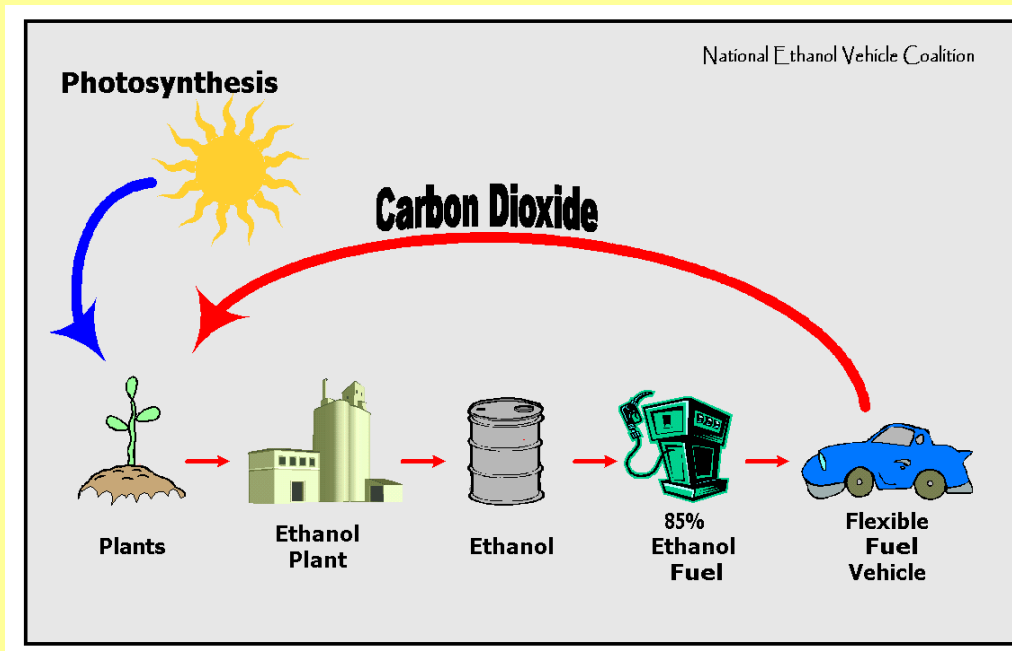 National Ethanol Vehicle Coalition
Photosynthesis
Carbon Dioxide
Plants
Ethanol
Plant
Ethanol
85%
Ethanol
Fuel
Flexible
Fuel
Vehicle